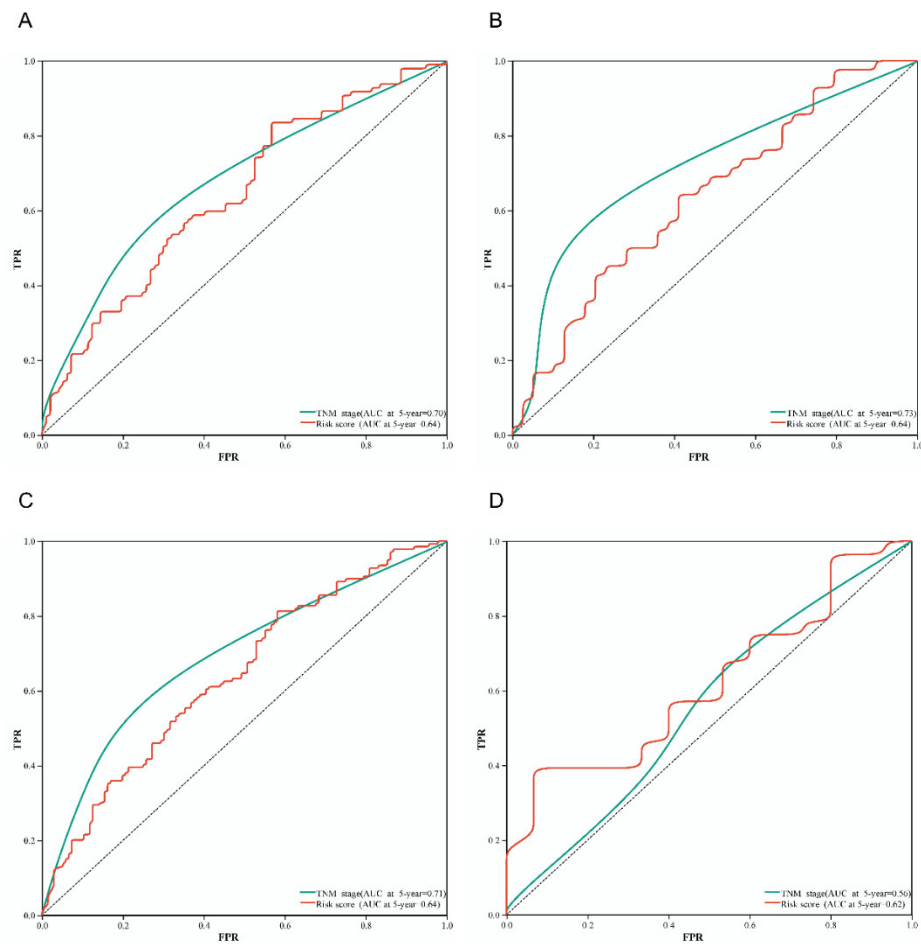 A
B
1.0
0.8
0.6
0.4
0.2
0.0
TPR
0.2
0.4
0.6
0.8
1.0
FPR
TNM stage(AUC at 5-year=0.70)
Risk score (AUC at 5-year=0.64)
1.0
0.8
0.6
0.4
0.2
0.0
TPR
0.0
0.2
0.4
0.6
0.8
1.0
FPR
TNM stage(AUC at 5-year=0.73)
Risk score (AUC at 5-year=0.64)
C
D
1.0
0.8
0.6
0.4
0.2
0.0
TPR
0.2
0.4
0.6
0.8
1.0
FPR
TNM stage(AUC at 5-year=0.71)
Risk score (AUC at 5-year=0.64)
1.0
0.8
0.6
0.4
0.2
0.0
TPR
0.2
0.4
0.6
0.8
1.0
FPR
TNM stage(AUC at 5-year=0.56)
Risk score (AUC at 5-year=0.62)